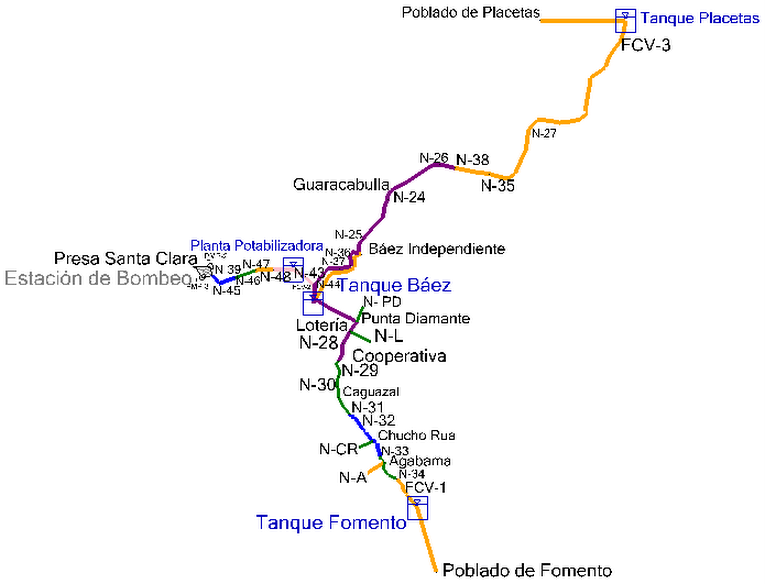 Poblado de Placetas
Tanque Placetas
FCV-3
N-27
N-26
N-38
N-35
Guaracabulla
N-24
N-25
Planta Potabilizadora
N-36
Báez Independiente
Presa Santa Clara
N-47
N-37
N 39
Estación de Bombeo
N-46
N-48
N-43
N-44
N-45
Tanque Báez
N- PD
Lotería
Punta Diamante
N-28
N-L
Cooperativa
N-29
N-30
Caguazal
N-31
N-32
Chucho Rua
N-CR
N-33
Agabama
N-A
N-34
FCV-1
Tanque Fomento
Poblado de Fomento